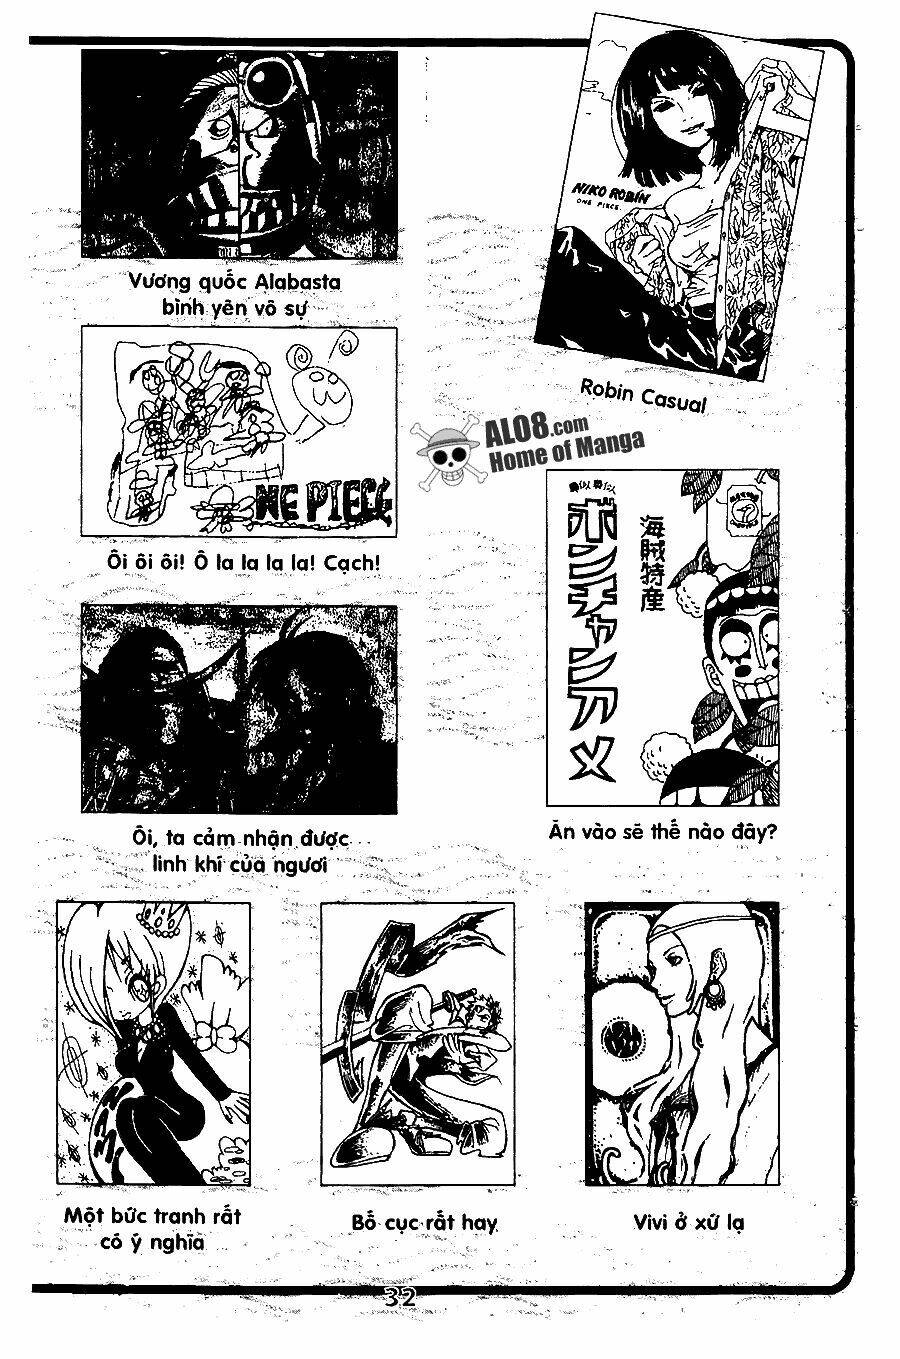 NIKO ROBIN
ONE PIECE.
Vương quốc Alabasta
bình yên vô sự
Robin Casual
NE PIECE
ALO8.com
Home of Manga
Ôi ôi ôi! Ô la la la la! Cạch!
海賊特産
ボンチャンアメ
Ôi, ta cảm nhận được
linh khí của ngươi
Ăn vào sẽ thế nào đây?
NAMI
Một bức tranh rất
có ý nghĩa
Bố cục rất hay
Vivi ở xứ lạ
32